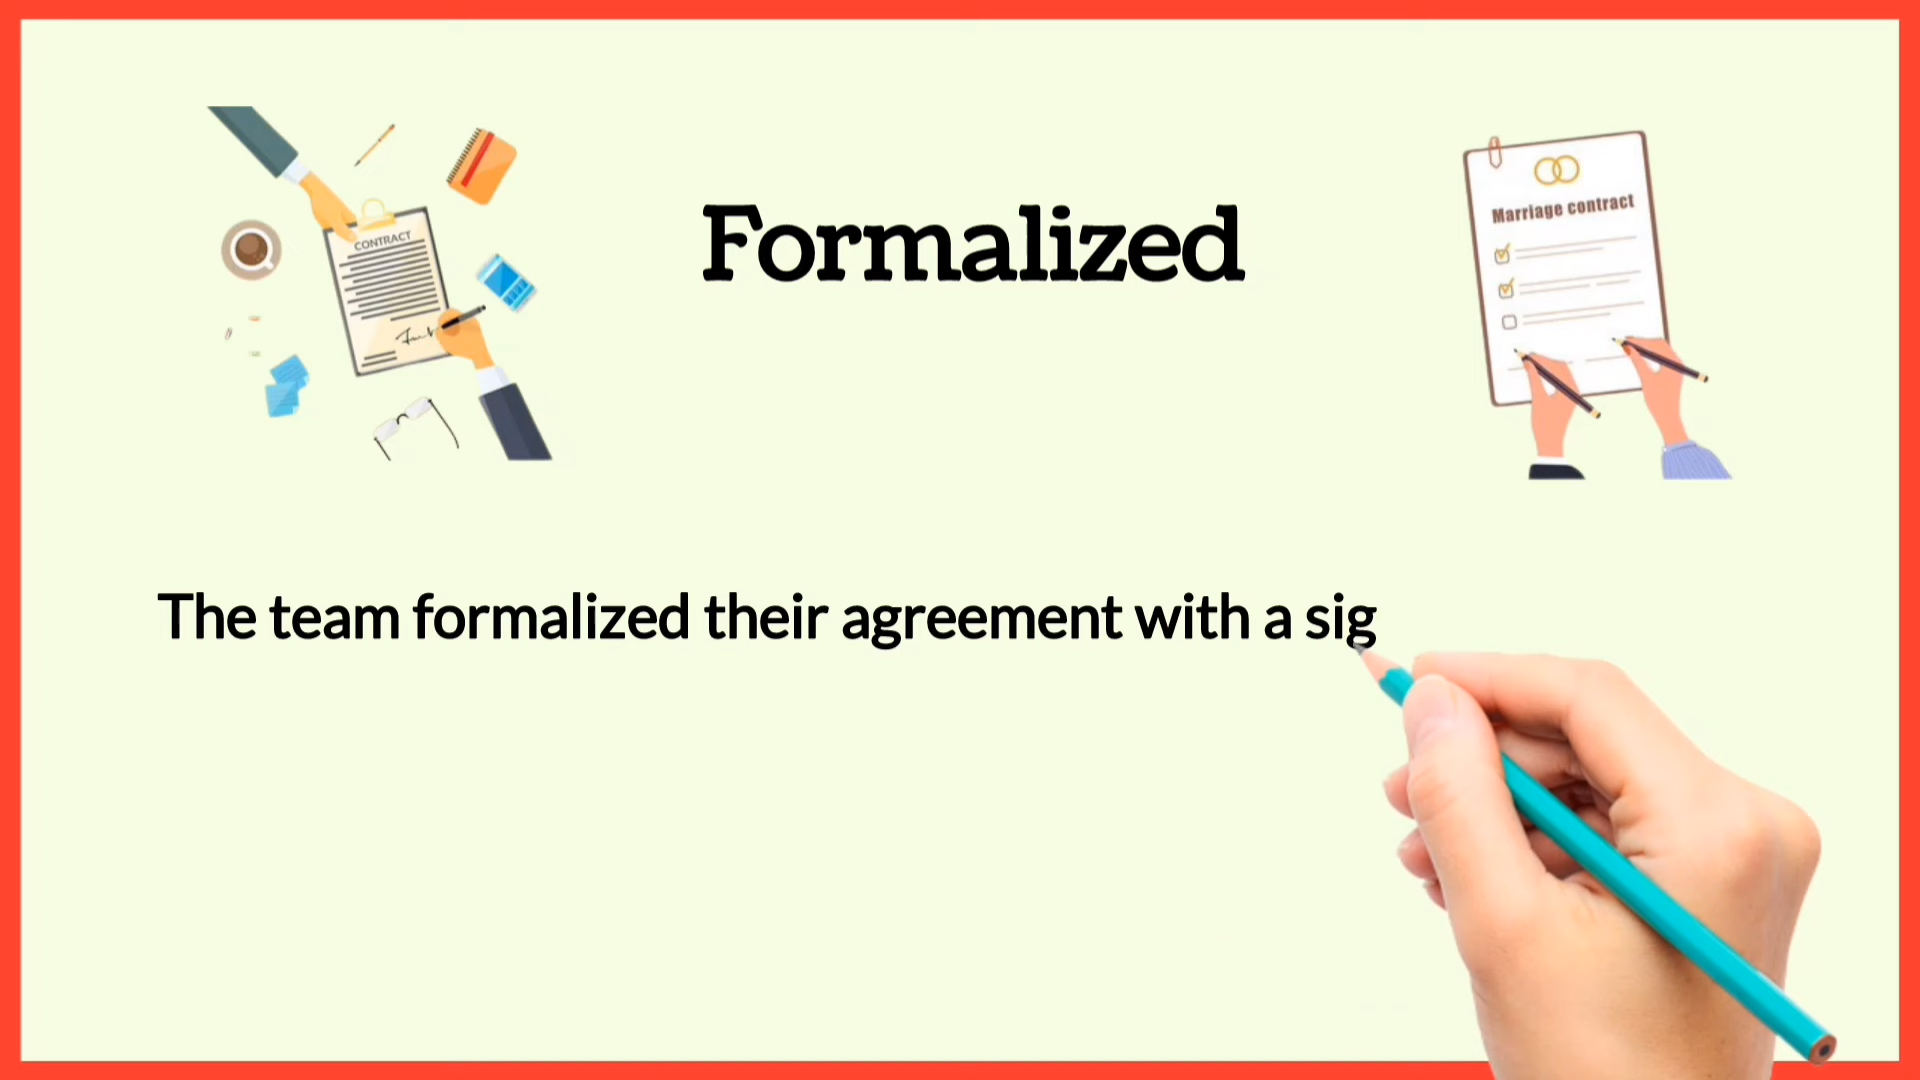 CONTRACT
Formalized
Marriage contract
The team formalized their agreement with a sig